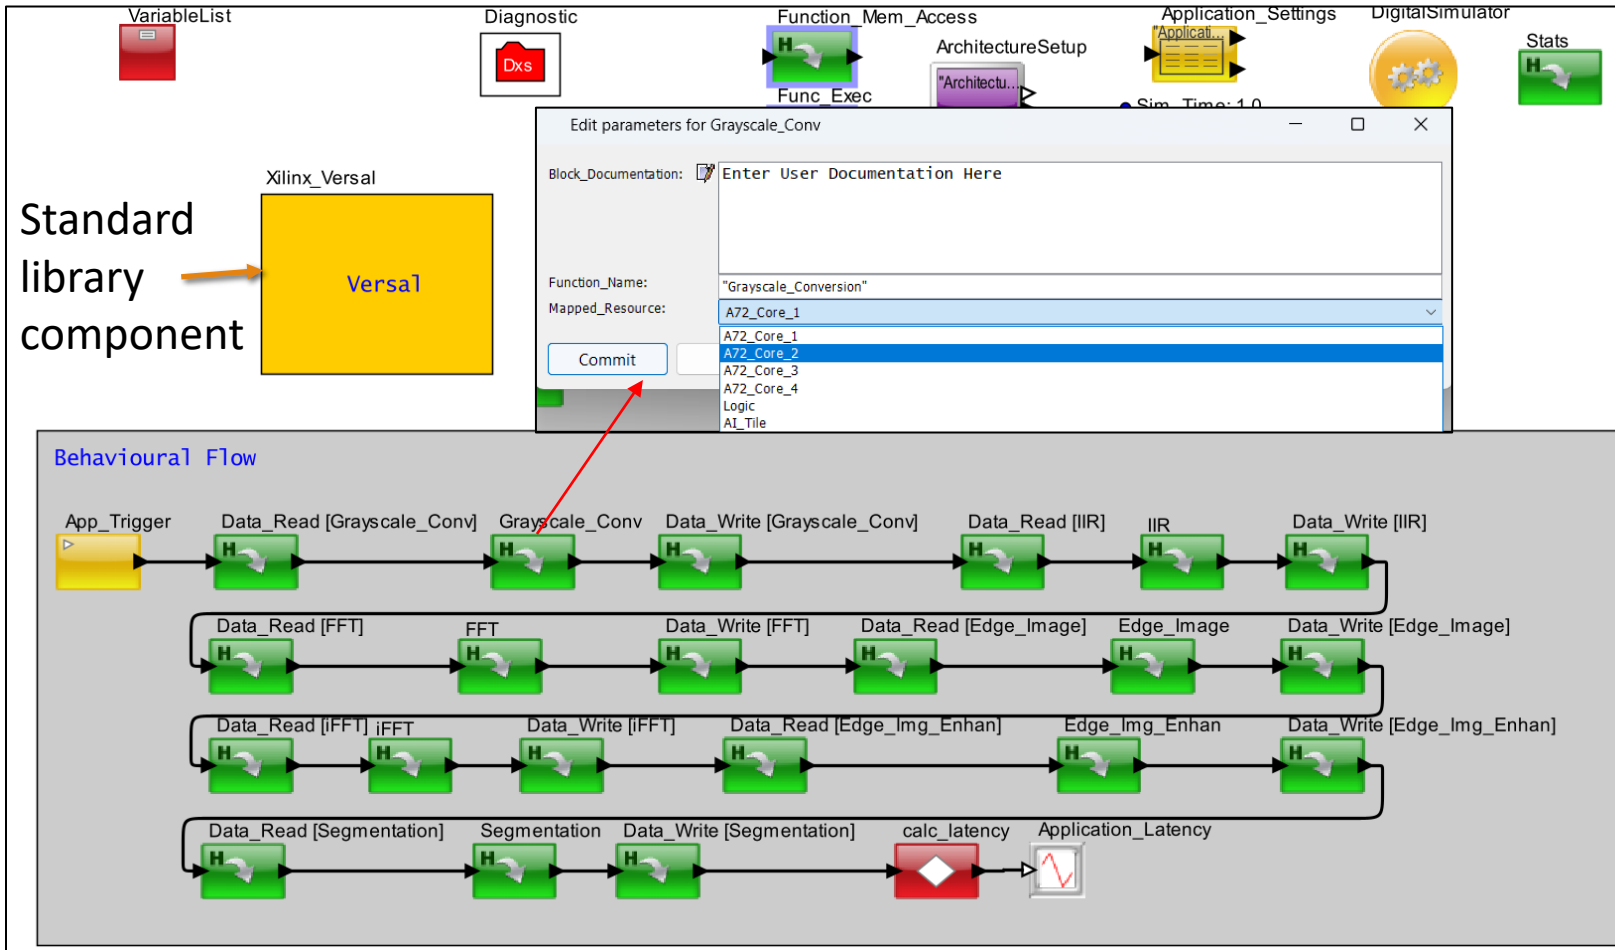 VariableList
Diagnostic
Function_Mem_Access
Application_Settings
DigitalSimulator
ArchitectureSetup
Stats
Dxs
H
"Applicati...
H
"Architectu...
Func_Exec
Sim_Time: 1.0
Edit parameters for Grayscale_Conv
Block_Documentation:
Enter User Documentation Here
Function_Name:
"Grayscale_Conversion"
Mapped_Resource:
A72_Core_1
A72_Core_1
A72_Core_2
A72_Core_3
A72_Core_4
Logic
AI_Tile
Commit
Xilinx_Versal
Versal
Standard
library
component
Behavioural Flow
App_Trigger
Data_Read [Grayscale_Conv]
Grayscale_Conv
Data_Write [Grayscale_Conv]
Data_Read [IIR]
IIR
Data_Write [IIR]
H
H
H
H
H
H
Data_Read [FFT]
FFT
Data_Write [FFT]
Data_Read [Edge_Image]
Edge_Image
Data_Write [Edge_Image]
H
H
H
H
H
H
Data_Read [iFFT]
iFFT
Data_Write [iFFT]
Data_Read [Edge_Img_Enhan]
Edge_Img_Enhan
Data_Write [Edge_Img_Enhan]
H
H
H
H
H
H
Data_Read [Segmentation]
Segmentation
Data_Write [Segmentation]
calc_latency
Application_Latency
H
H
H